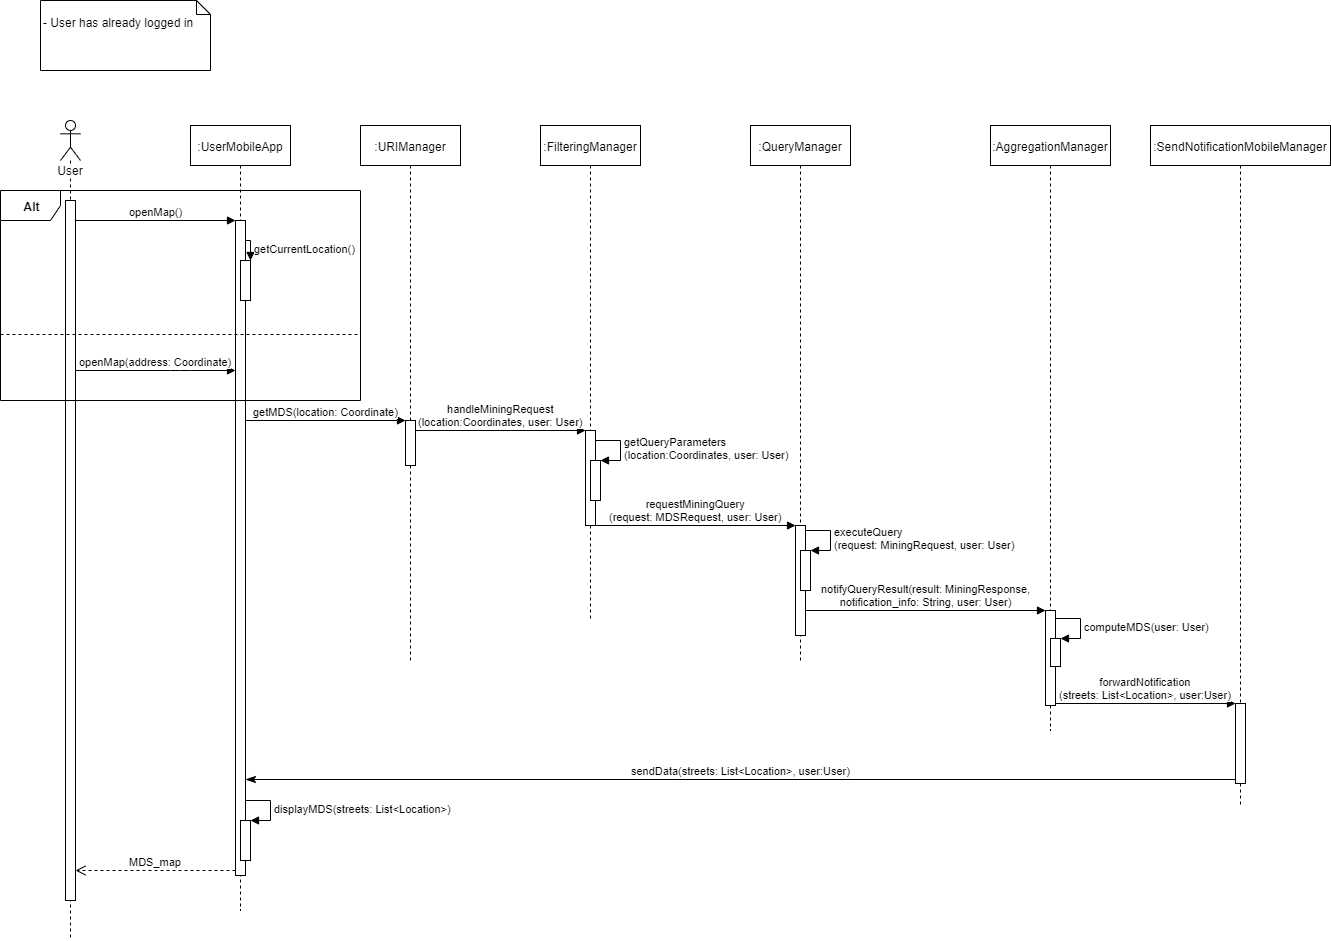 - User has already logged in
User
:UserMobileApp
:URIManager
:FilteringManager
:QueryManager
:AggregationManager
:SendNotificationMobileManager
Alt
openMap()
getCurrentLocation()
openMap(address: Coordinate)
getMDS(location: Coordinate)
handleMiningRequest
(location:Coordinates, user: User)
getQueryParameters
(location:Coordinates, user: User)
requestMiningQuery
(request: MDSRequest, user: User)
executeQuery
(request: MiningRequest, user: User)
notifyQueryResult(result: MiningResponse,
notification_info: String, user: User)
computeMDS(user: User)
forwardNotification
(streets: List<Location>, user:User)
sendData(streets: List<Location>, user:User)
displayMDS(streets: List<Location>)
MDS_map